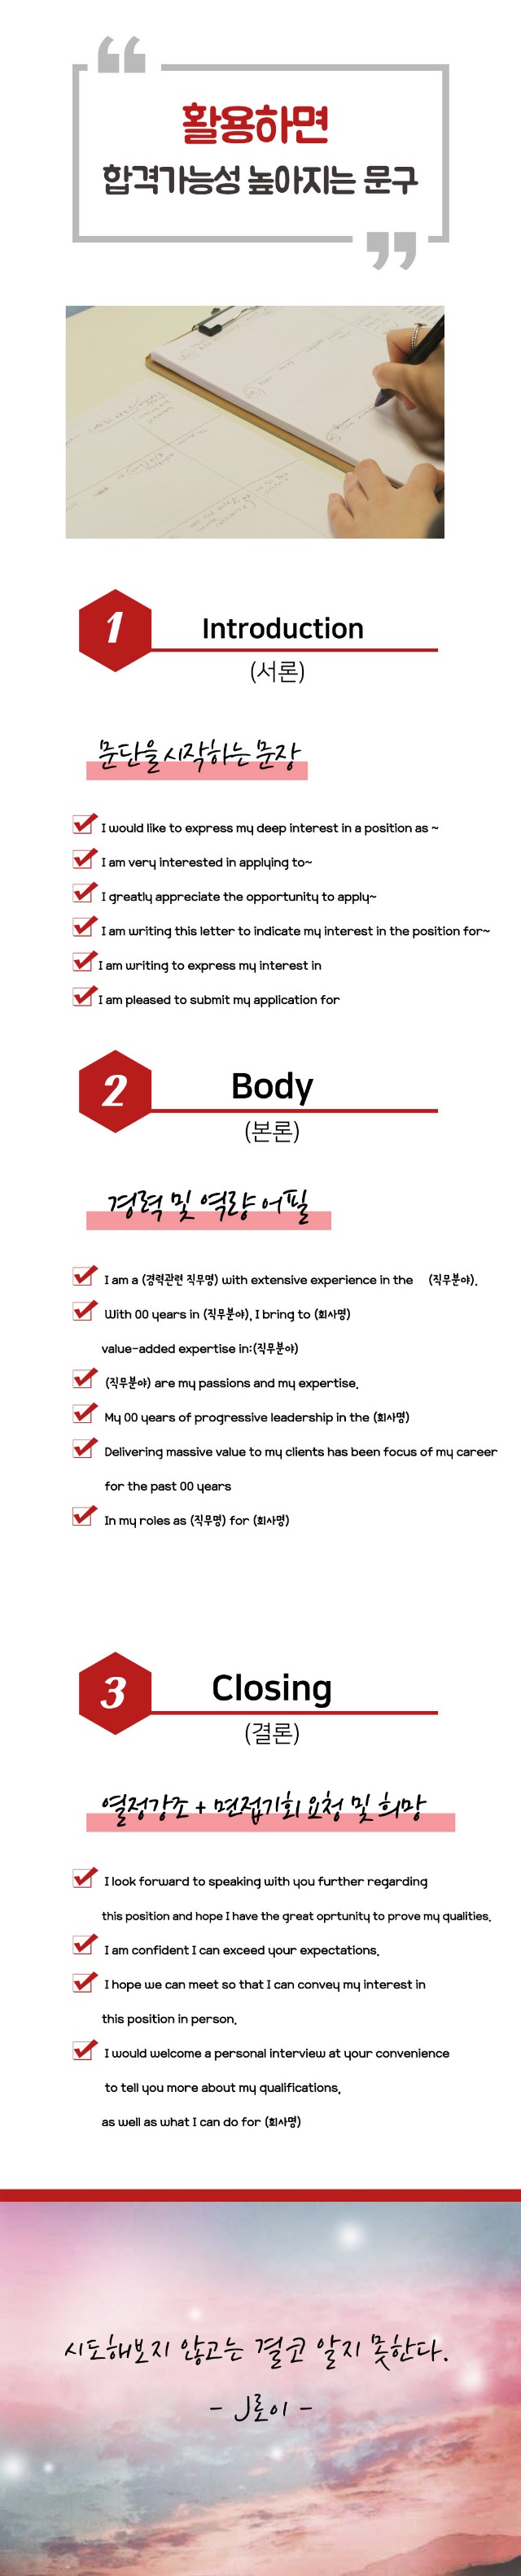 활용하면
합격가능성 높아지는 문구
1
Introduction
(서론)
문단을 시작하는 문장
I would like to express my deep interest in a position as ~
I am very interested in applying to~
I greatly appreciate the opportunity to apply~
I am writing this letter to indicate my interest in the position for~
I am writing to express my interest in
I am pleased to submit my application for
2
Body
(본론)
경력 및 역량 어필
I am a (경력관련 직무명) with extensive experience in the (직무분야).
With 00 years in (직무분야), I bring to (회사명)
value-added expertise in:(직무분야)
(직무분야) are my passions and my expertise.
My 00 years of progressive leadership in the (회사명)
Delivering massive value to my clients has been focus of my career
for the past 00 years
In my roles as (직무명) for (회사명)
3
Closing
(결론)
열정강조 + 면접기회 요청 및 희망
I look forward to speaking with you further regarding
this position and hope I have the great oprtunity to prove my qualities.
I am confident I can exceed your expectations.
I hope we can meet so that I can convey my interest in
this position in person.
I would welcome a personal interview at your convenience
to tell you more about my qualifications,
as well as what I can do for (회사명)
시도해보지 않고는 결코 알지 못한다.
- J로이 -